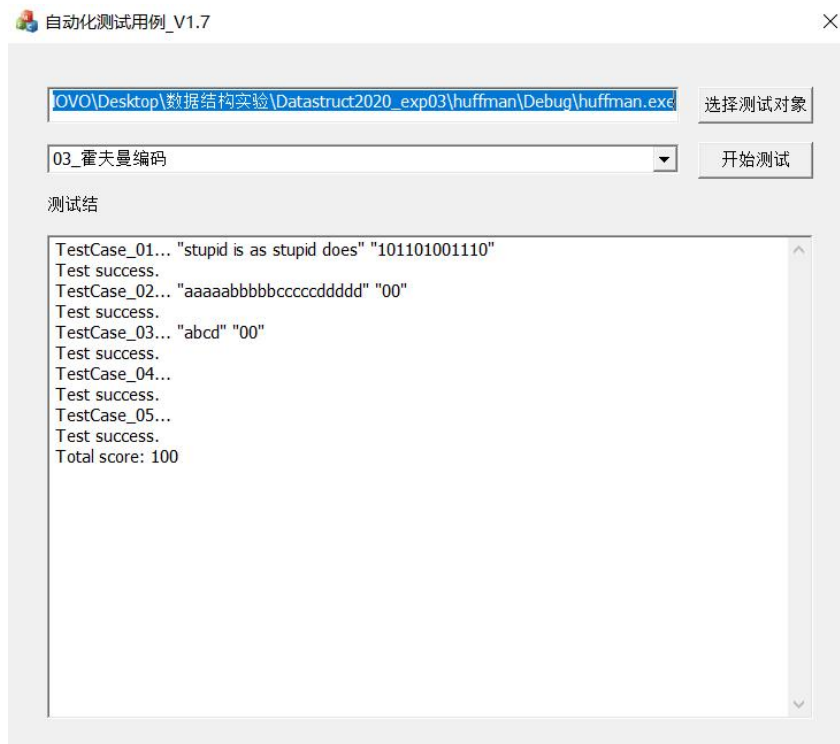 自动化测试用例_V1.7
OVO\Desktop\数据结构实验\Datastruct2020_exp03\huffman\Debug\huffman.exe
选择测试对象
03_霍夫曼编码
开始测试
测试结
TestCase_01... "stupid is as stupid does" "101101001110"
Test success.
TestCase_02... "aaaaabbbbbcccccddddd" "00"
Test success.
TestCase_03... "abcd" "00"
Test success.
TestCase_04...
Test success.
TestCase_05...
Test success.
Total score: 100